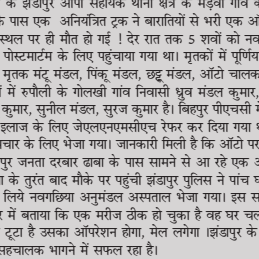 के झंडापुर ओपी सहायक थाना क्षेत्र के मड़वा गांव के
के पास एक अनियंत्रित ट्रक ने बारातियों से भरी एक ऑ
स्थल पर ही मौत हो गई ! देर रात तक 5 शवों को नव
पोस्टमार्टम के लिए पहुंचाया गया था। मृतकों में पूर्णिय
मृतक मंटू मंडल, पिंकू मंडल, छट्टू मंडल, ऑटो चालक
में में रुपौली के गोलखी गांव निवासी ध्रुव मंडल कुमार,
कुमार, सुनील मंडल, सुरज कुमार है। बिहपुर पीएचसी में
इलाज के लिए जेएलएनएमसीएच रेफर कर दिया गया थ
चार के लिए भेजा गया। जानकारी मिली है कि ऑटो पर
पुर जनता दरबार ढाबा के पास सामने से आ रहे एक अ
के तुरंत बाद मौके पर पहुंची झंडापुर पुलिस ने पांच घ
लिये नवगछिया अनुमंडल अस्पताल भेजा गया। इस स
में बताया कि एक मरीज ठीक हो चुका है वह घर चल
टूटा है उसका ऑपरेशन होगा, मेल लगेगा ।झंडापुर के
सहचालक भागने में सफल रहा है।